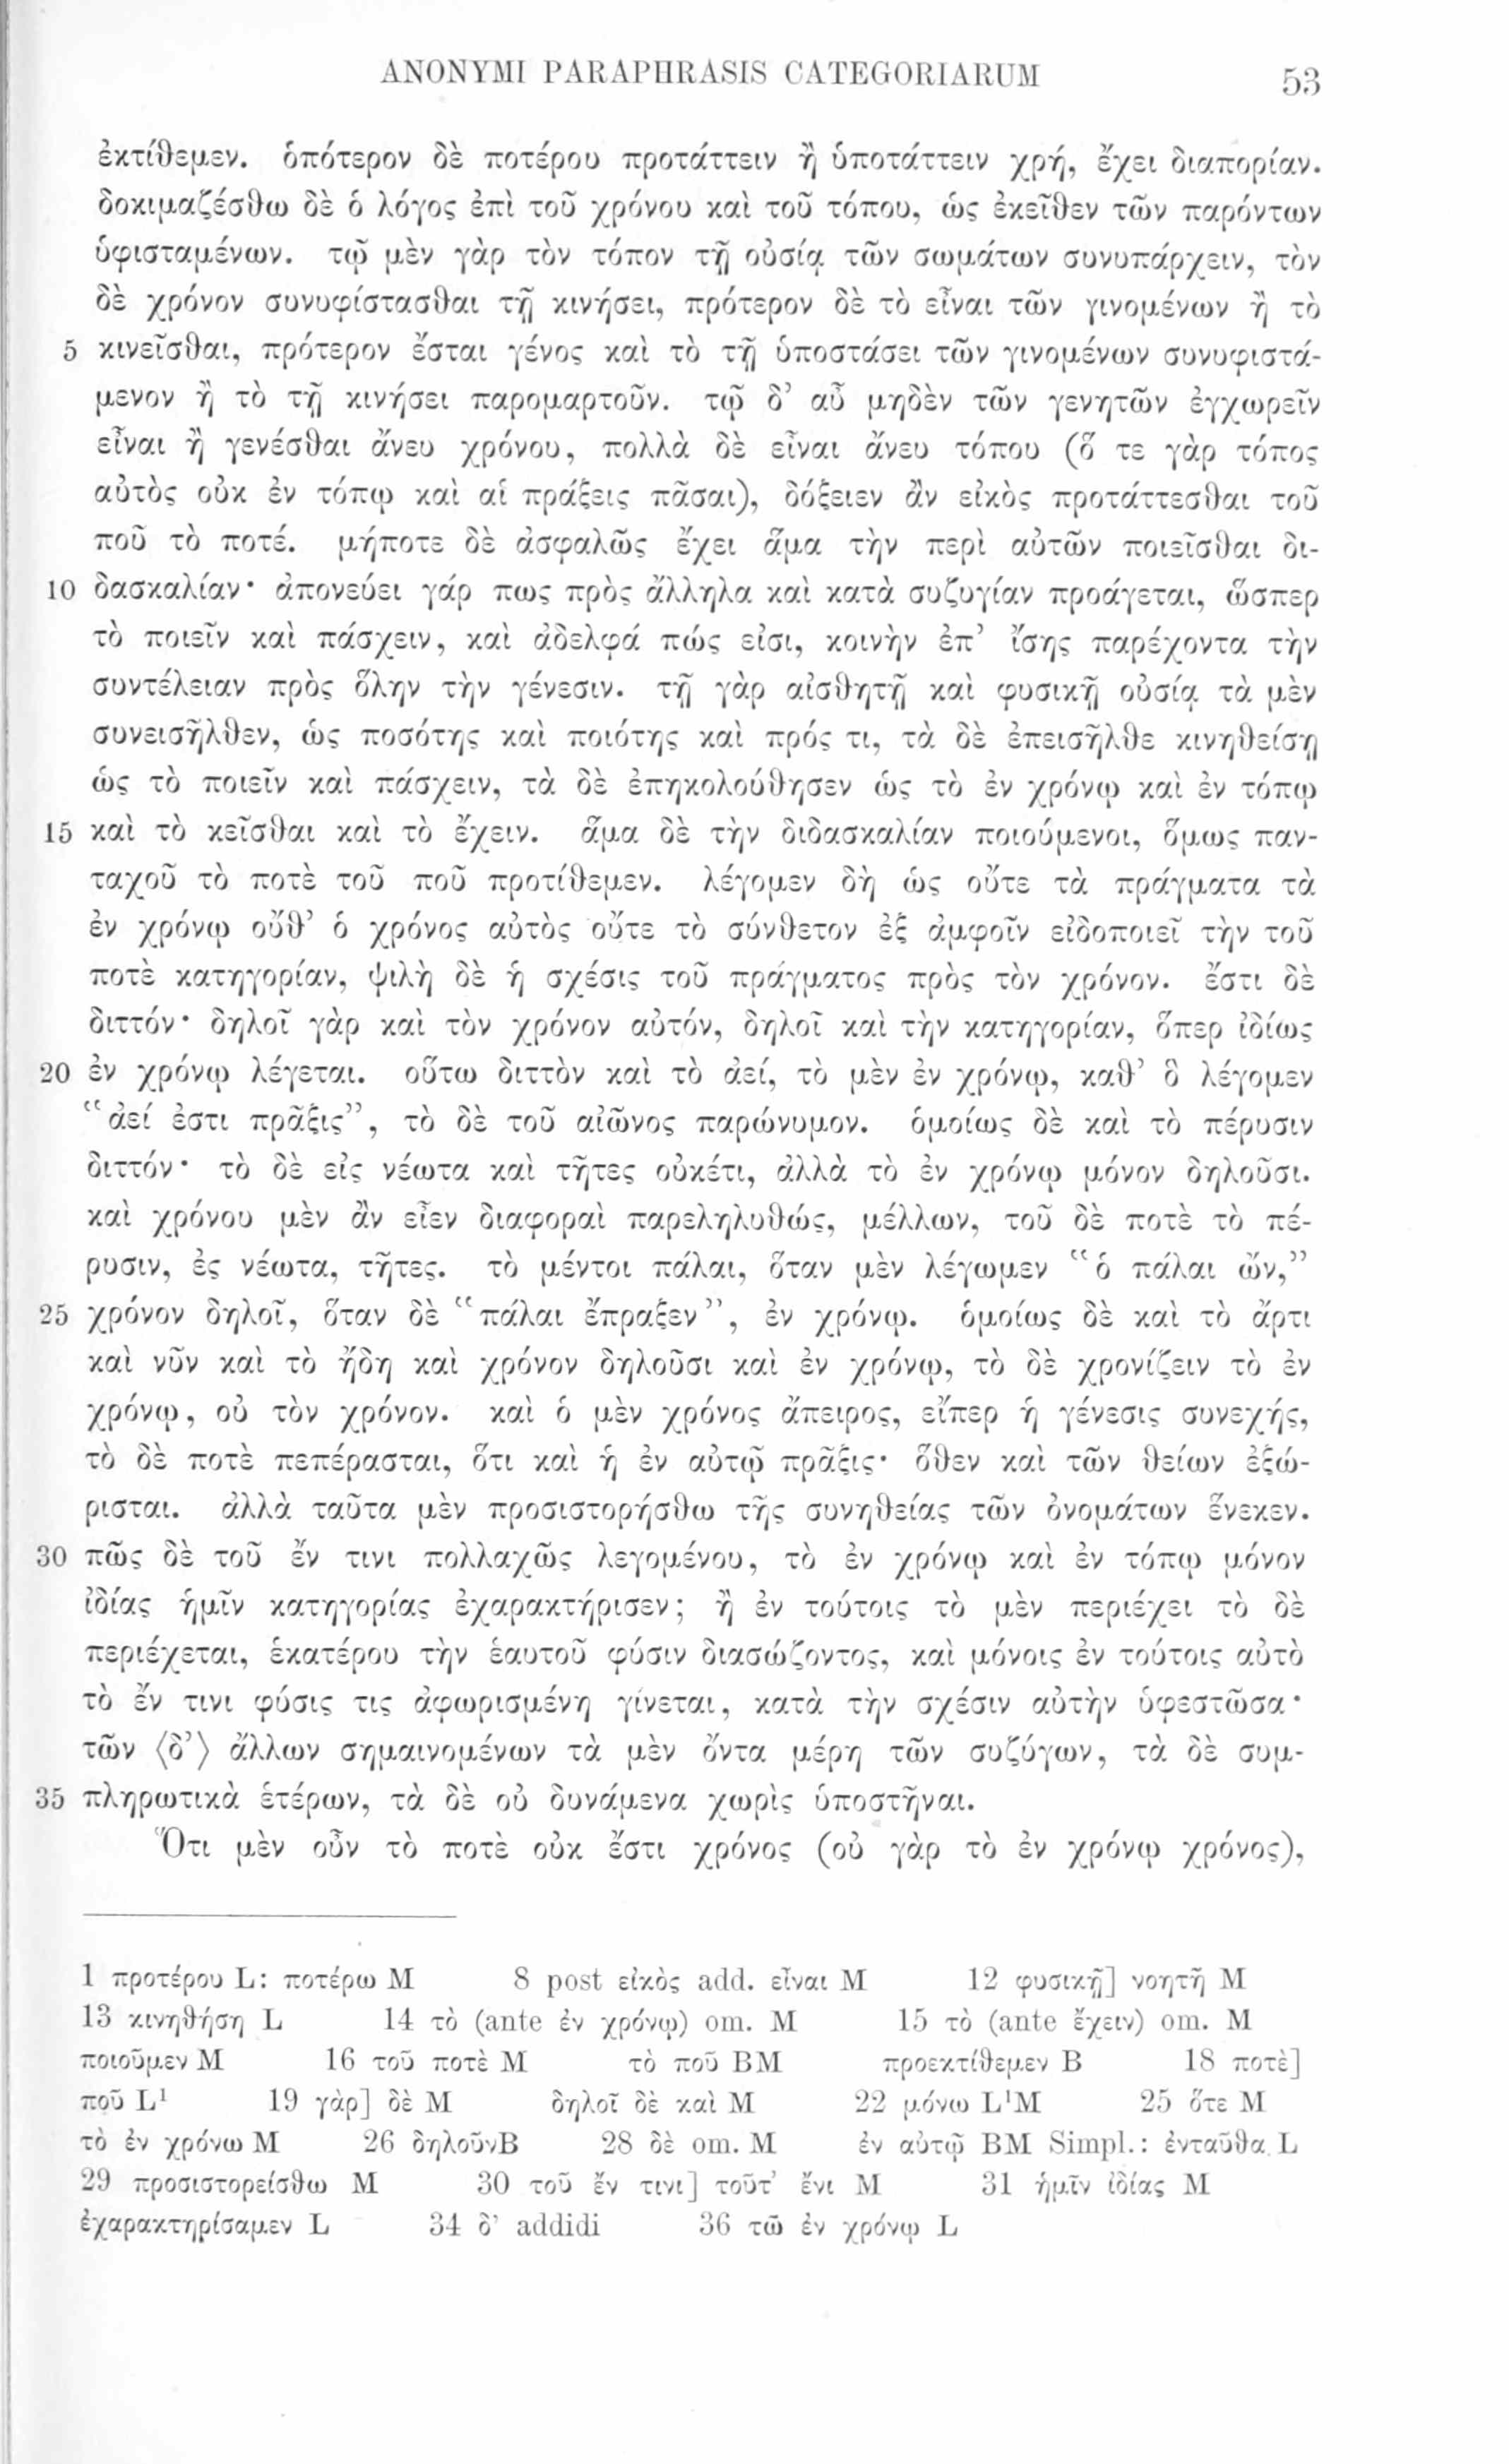 ANONYMI PARAPHRASIS CATEGORIARUM 53
ἐκτίθεμεν. ὁπότερον δὲ ποτέρου προτάττειν ἢ ὑποτάττειν χρή, ἔχει διαπορίαν.
δοκιμαζέσθω δὲ ὁ λόγος ἐπὶ τοῦ χρόνου καὶ τοῦ τόπου, ὡς ἐκεῖθεν τῶν παρόντων
ὑφισταμένων. τῷ μὲν γὰρ τὸν τόπον τῇ οὐσίᾳ τῶν σωμάτων συνυπάρχειν, τὸν
δὲ χρόνον συνυφίστασθαι τῇ κινήσει, πρότερον δὲ τὸ εἶναι τῶν γινομένων ἢ τὸ
5 κινεῖσθαι, πρότερον ἔσται γένος καὶ τὸ τῇ ὑποστάσει τῶν γινομένων συνυφιστά-
μενον ἢ τὸ τῇ κινήσει παρομαρτοῦν. τῷ δ’ αὖ μηδὲν τῶν γενητῶν ἐγχωρεῖν
εἶναι ἢ γενέσθαι ἄνευ χρόνου, πολλὰ δὲ εἶναι ἄνευ τόπου (ὅ τε γὰρ τόπος
αὐτὸς οὐκ ἐν τόπῳ καὶ αἱ πράξεις πᾶσαι), δόξειεν ἂν εἰκὸς προτάττεσθαι τοῦ
ποῦ τὸ ποτέ. μήποτε δὲ ἀσφαλῶς ἔχει ἅμα τὴν περὶ αὐτῶν ποιεῖσθαι δι-
10 δασκαλίαν· ἀπονεύει γάρ πως πρὸς ἄλληλα καὶ κατὰ συζυγίαν προάγεται, ὥσπερ
τὸ ποιεῖν καὶ πάσχειν, καὶ ἀδελφά πώς εἰσι, κοινὴν ἐπ’ ἴσης παρέχοντα τὴν
συντέλειαν πρὸς ὅλην τὴν γένεσιν. τῇ γὰρ αἰσθητῇ καὶ φυσικῇ οὐσίᾳ τὰ μὲν
συνεισῆλθεν, ὡς ποσότης καὶ ποιότης καὶ πρός τι, τὰ δὲ ἐπεισῆλθε κινηθείσῃ
ὡς τὸ ποιεῖν καὶ πάσχειν, τὰ δὲ ἐπηκολούθησεν ὡς τὸ ἐν χρόνῳ καὶ ἐν τόπῳ
15 καὶ τὸ κεῖσθαι καὶ τὸ ἔχειν. ἅμα δὲ τὴν διδασκαλίαν ποιούμενοι, ὅμως παν-
ταχοῦ τὸ ποτὲ τοῦ ποῦ προτίθεμεν. λέγομεν δὴ ὡς οὔτε τὰ πράγματα τὰ
ἐν χρόνῳ οὔθ’ ὁ χρόνος αὐτὸς οὔτε τὸ σύνθετον ἐξ ἀμφοῖν εἰδοποιεῖ τὴν τοῦ
ποτὲ κατηγορίαν, ψιλὴ δὲ ἡ σχέσις τοῦ πράγματος πρὸς τὸν χρόνον. ἔστι δὲ
διττόν· δηλοῖ γὰρ καὶ τὸν χρόνον αὐτόν, δηλοῖ καὶ τὴν κατηγορίαν, ὅπερ ἰδίως
20 ἐν χρόνῳ λέγεται. οὕτω διττὸν καὶ τὸ ἀεί, τὸ μὲν ἐν χρόνῳ, καθ’ ὃ λέγομεν
“ἀεί ἐστι πρᾶξις”, τὸ δὲ τοῦ αἰῶνος παρώνυμον. ὁμοίως δὲ καὶ τὸ πέρυσιν
διττόν· τὸ δὲ εἰς νέωτα καὶ τῆτες οὐκέτι, ἀλλὰ τὸ ἐν χρόνῳ μόνον δηλοῦσι.
καὶ χρόνου μὲν ἂν εἶεν διαφοραὶ παρεληλυθώς, μέλλων, τοῦ δὲ ποτὲ τὸ πέ-
ρυσιν, ἐς νέωτα, τῆτες. τὸ μέντοι πάλαι, ὅταν μὲν λέγωμεν “ὁ πάλαι ὤν,”
25 χρόνον δηλοῖ, ὅταν δὲ “πάλαι ἔπραξεν”, ἐν χρόνῳ. ὁμοίως δὲ καὶ τὸ ἄρτι
καὶ νῦν καὶ τὸ ἤδη καὶ χρόνον δηλοῦσι καὶ ἐν χρόνῳ, τὸ δὲ χρονίζειν τὸ ἐν
χρόνῳ, οὐ τὸν χρόνον. καὶ ὁ μὲν χρόνος ἄπειρος, εἴπερ ἡ γένεσις συνεχής,
τὸ δὲ ποτὲ πεπέρασται, ὅτι καὶ ἡ ἐν αὐτῷ πρᾶξις· ὅθεν καὶ τῶν θείων ἐξώ-
ρισται. ἀλλὰ ταῦτα μὲν προσιστορήσθω τῆς συνηθείας τῶν ὀνομάτων ἕνεκεν.
30 πῶς δὲ τοῦ ἔν τινι πολλαχῶς λεγομένου, τὸ ἐν χρόνῳ καὶ ἐν τόπῳ μόνον
ἰδίας ἡμῖν κατηγορίας ἐχαρακτήρισεν; ἢ ἐν τούτοις τὸ μὲν περιέχει τὸ δὲ
περιέχεται, ἑκατέρου τὴν ἑαυτοῦ φύσιν διασώζοντος, καὶ μόνοις ἐν τούτοις αὐτὸ
τὸ ἔν τινι φύσις τις ἀφωρισμένη γίνεται, κατὰ τὴν σχέσιν αὐτὴν ὑφεστῶσα·
τῶν ⟨δ’⟩ ἄλλων σημαινομένων τὰ μὲν ὄντα μέρη τῶν συζύγων, τὰ δὲ συμ-
35 πληρωτικὰ ἑτέρων, τὰ δὲ οὐ δυνάμενα χωρὶς ὑποστῆναι.
Ὅτι μὲν οὖν τὸ ποτὲ οὐκ ἔστι χρόνος (οὐ γὰρ τὸ ἐν χρόνῳ χρόνος),
1 προτέρου L: ποτέρω M 8 post εἰκὸς add. εἶναι M 12 φυσικῇ] νοητῇ M
13 κινηθήση L 14 τὸ (ante ἐν χρόνῳ) om. M 15 τὸ (ante ἔχειν) om. M
ποιοῦμεν M 16 τοῦ ποτὲ M τὸ ποῦ BM προεκτίθεμεν B 18 ποτὲ]
ποῦ L¹ 19 γὰρ] δὲ M δηλοῖ δὲ καὶ M 22 μόνω L¹M 25 ὅτε M
τὸ ἐν χρόνω M 26 δηλοῦνB 28 δὲ om. M ἐν αὐτῷ BM Simpl.: ἐνταῦθα L
29 προσιστορείσθω M 30 τοῦ ἔν τινι] τοῦτ’ ἔνι M 31 ἡμῖν ἰδίας M
ἐχαρακτηρίσαμεν L 34 δ’ addidi 36 τῶ ἐν χρόνῳ L